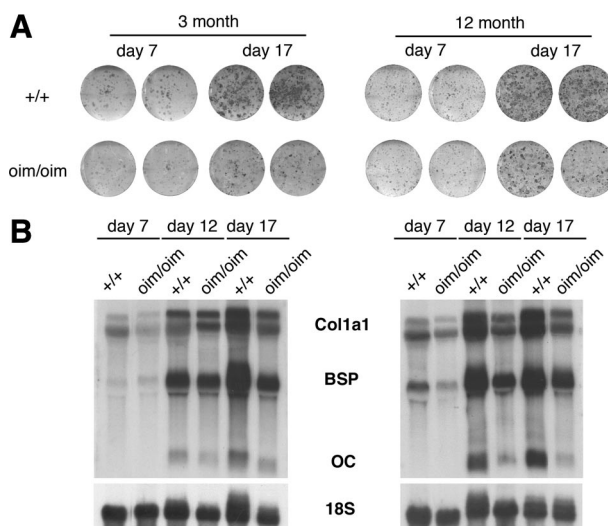 A
3 month
12 month
day 7 day 17 day 7 day 17
+/+
oim/oim
B
day 7 day 12 day 17 day 7 day 12 day 17
+/+ oim/oim +/+ oim/oim +/+ oim/oim +/+ oim/oim +/+ oim/oim +/+ oim/oim
Col1a1
BSP
OC
18S